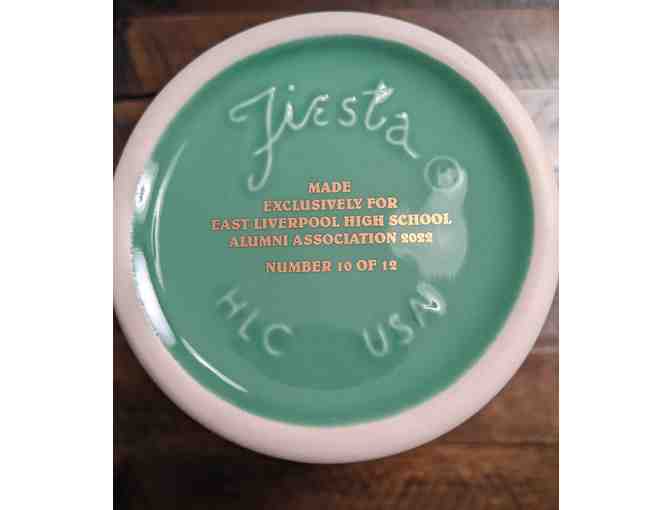 Fiesta
®
MADE
EXCLUSIVELY FOR
EAST LIVERPOOL HIGH SCHOOL
ALUMNI ASSOCIATION 2022
NUMBER 10 OF 12
HLC USA